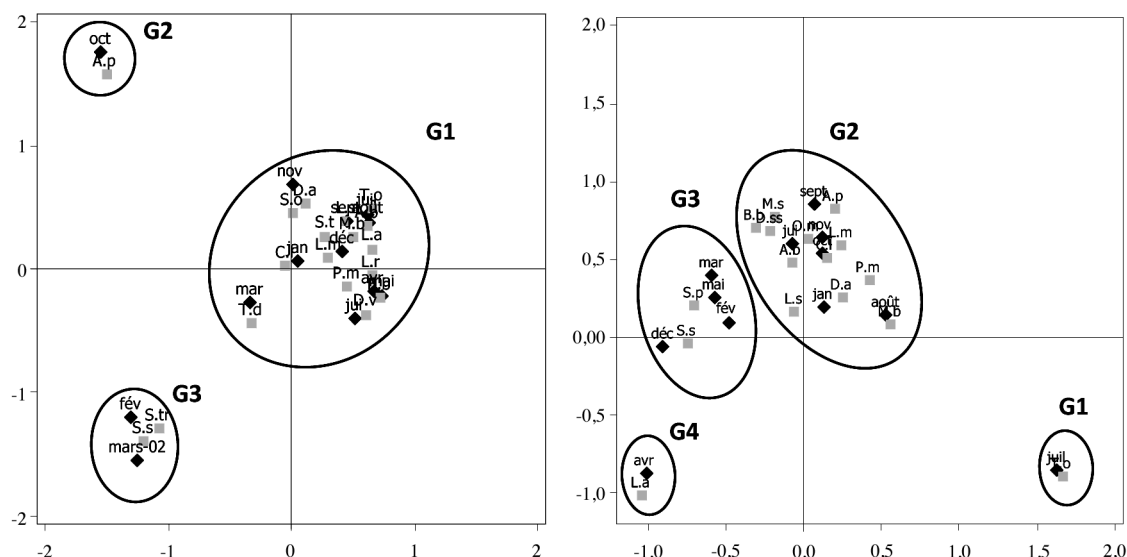 2
oct
A.p
G2
1
G1
nov
D.a
S.o
T.o
S.t
M.b
L.a
déc
jan
L.m
L.r
P.m
D.v
0
mar
T.d
-1
fév
S.tr
S.s
mars-02
G3
-2
-2 -1 0 1 2
2,0
1,5
G2
1,0
G3
sept
A.p
M.s
B.b
D.ss
O.m
nov
L.m
A.b
0,5
mar
mai
fév
S.p
P.m
D.a
L.s
jan
août
M.b
déc
S.s
0,00
-0,5
G4
avr
L.a
G1
juil
-1,0
-1,0 -0,5 0.0 0,5 1,0 1,5 2.0